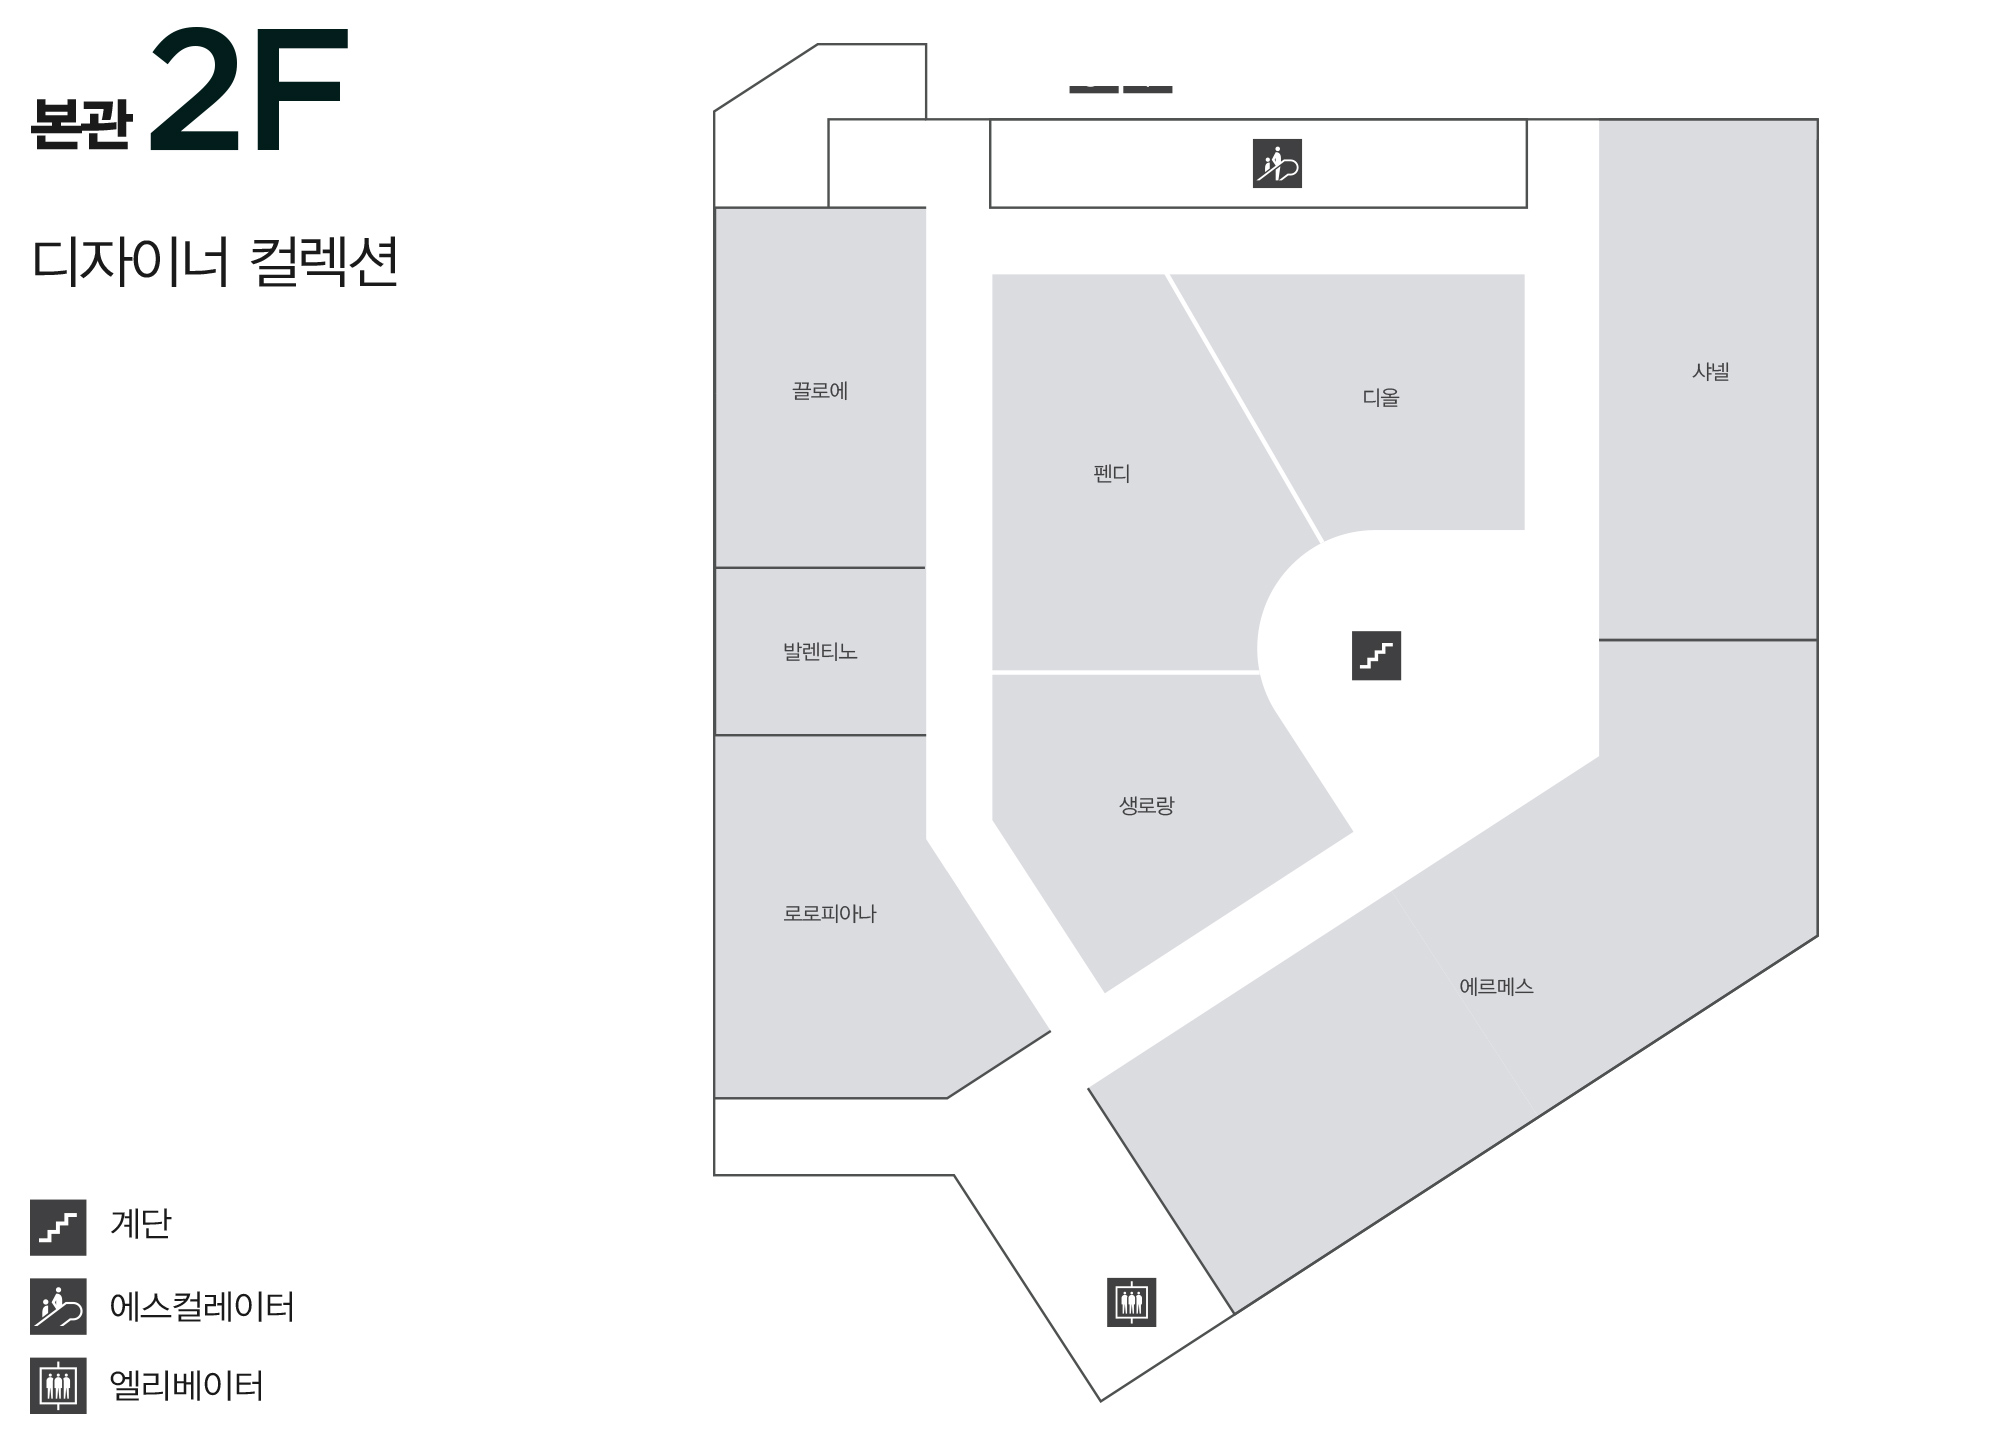 본관 2F
디자이너 컬렉션
샤넬
끌로에
디올
펜디
발렌티노
생로랑
로로피아나
에르메스
계단
에스컬레이터
엘리베이터